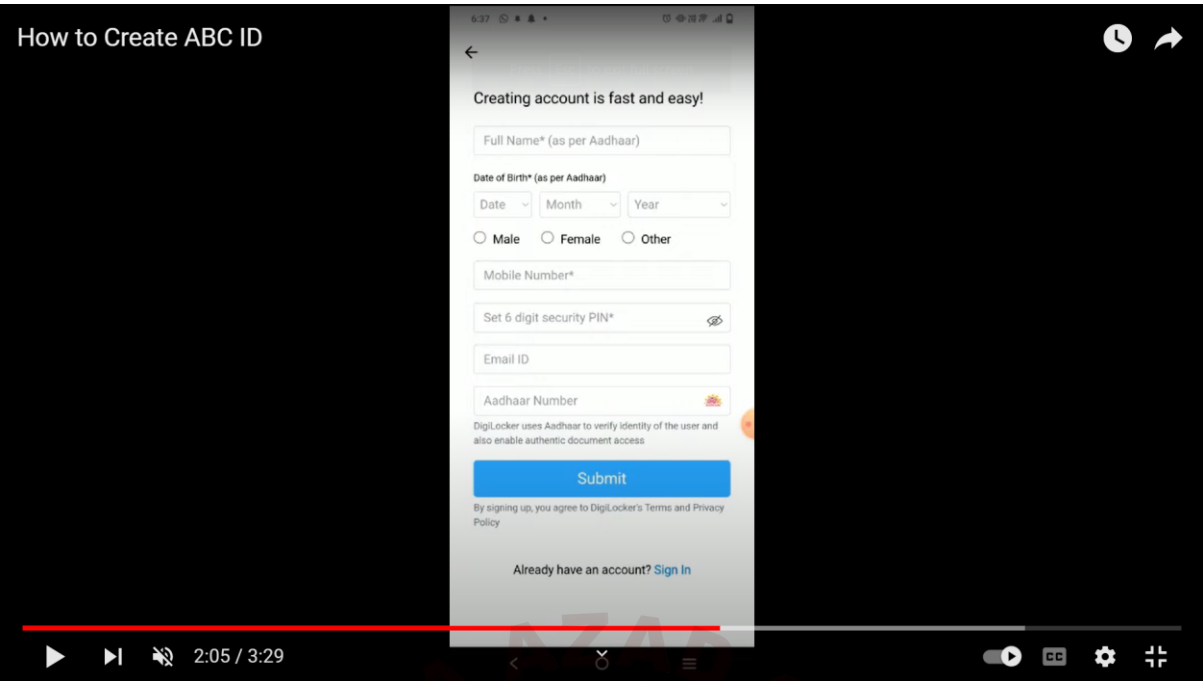 How to Create ABC ID
6:37
Creating account is fast and easy!
Full Name* (as per Aadhaar)
Date of Birth* (as per Aadhaar)
Date Month Year
Male Female Other
Mobile Number*
Set 6 digit security PIN*
Email ID
Aadhaar Number
DigiLocker uses Aadhaar to verify identity of the user and
also enable authentic document access
Submit
By signing up, you agree to DigiLocker's Terms and Privacy
Policy
Already have an account? Sign In
AZAD
2:05 / 3:29
CC